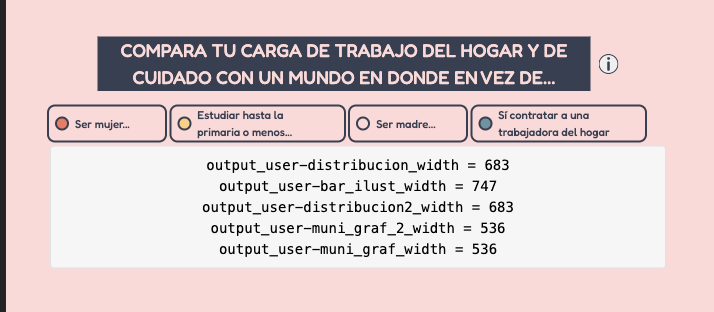 COMPARA TU CARGA DE TRABAJO DEL HOGAR Y DE
CUIDADO CON UN MUNDO EN DONDE EN VEZ DE...
i
Ser mujer...
Estudiar hasta la
primaria o menos...
Ser madre...
Sí contratar a una
trabajadora del hogar
output_user-distribucion_width = 683
output_user-bar_ilust_width = 747
output_user-distribucion2_width = 683
output_user-muni_graf_2_width = 536
output_user-muni_graf_width = 536